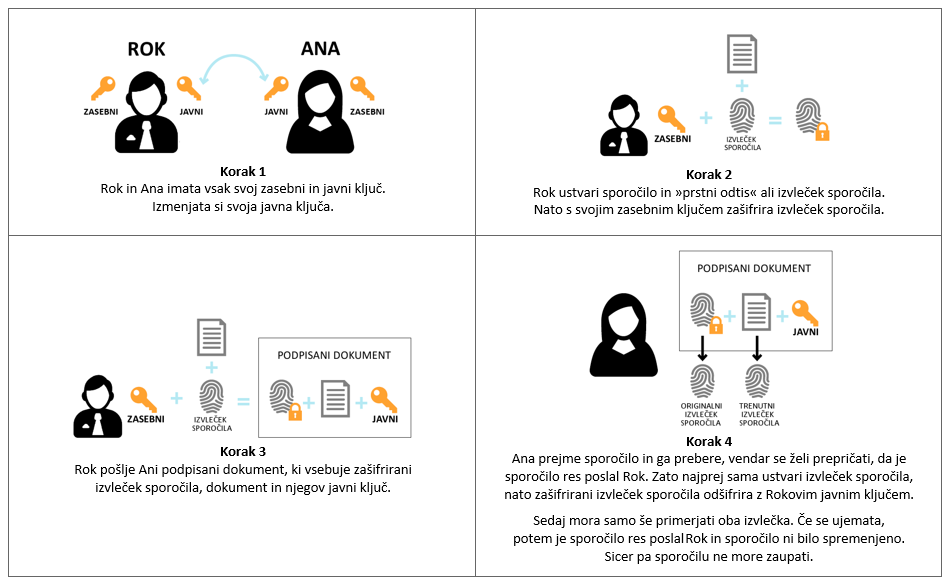 ROK
ANA
ZASEBNI
JAVNI
JAVNI
ZASEBNI
Korak 1
Rok in Ana imata vsak svoj zasebni in javni ključ.
Izmenjata si svoja javna ključa.
ZASEBNI
IZVLEČEK
SPOROČILA
Korak 2
Rok ustvari sporočilo in »prstni odtis« ali izvleček sporočila.
Nato s svojim zasebnim ključem zašifrira izvleček sporočila.
PODPISANI DOKUMENT
ZASEBNI
IZVLEČEK
SPOROČILA
JAVNI
Korak 3
Rok pošlje Ani podpisani dokument, ki vsebuje zašifrirani
izvleček sporočila, dokument in njegov javni ključ.
PODPISANI DOKUMENT
JAVNI
ORIGINALNI
IZVLEČEK
SPOROČILA
TRENUTNI
IZVLEČEK
SPOROČILA
Korak 4
Ana prejme sporočilo in ga prebere, vendar se želi prepričati, da je
sporočilo res poslal Rok. Zato najprej sama ustvari izvleček sporočila,
nato zašifrirani izvleček sporočila odšifrira z Rokovim javnim ključem.
Sedaj mora samo še primerjati oba izvlečka. Če se ujemata,
potem je sporočilo res poslal Rok in sporočilo ni bilo spremenjeno.
Sicer pa sporočilu ne more zaupati.